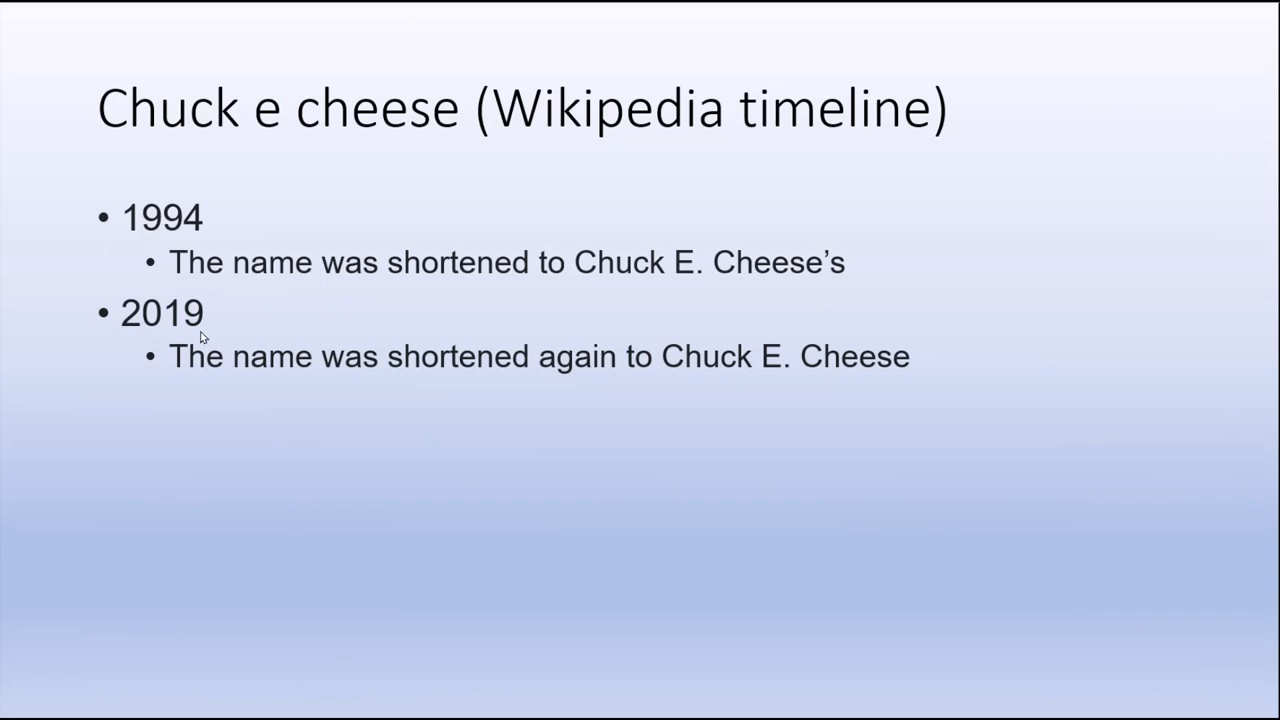 Chuck e cheese (Wikipedia timeline)
• 1994
• The name was shortened to Chuck E. Cheese’s
• 2019
• The name was shortened again to Chuck E. Cheese